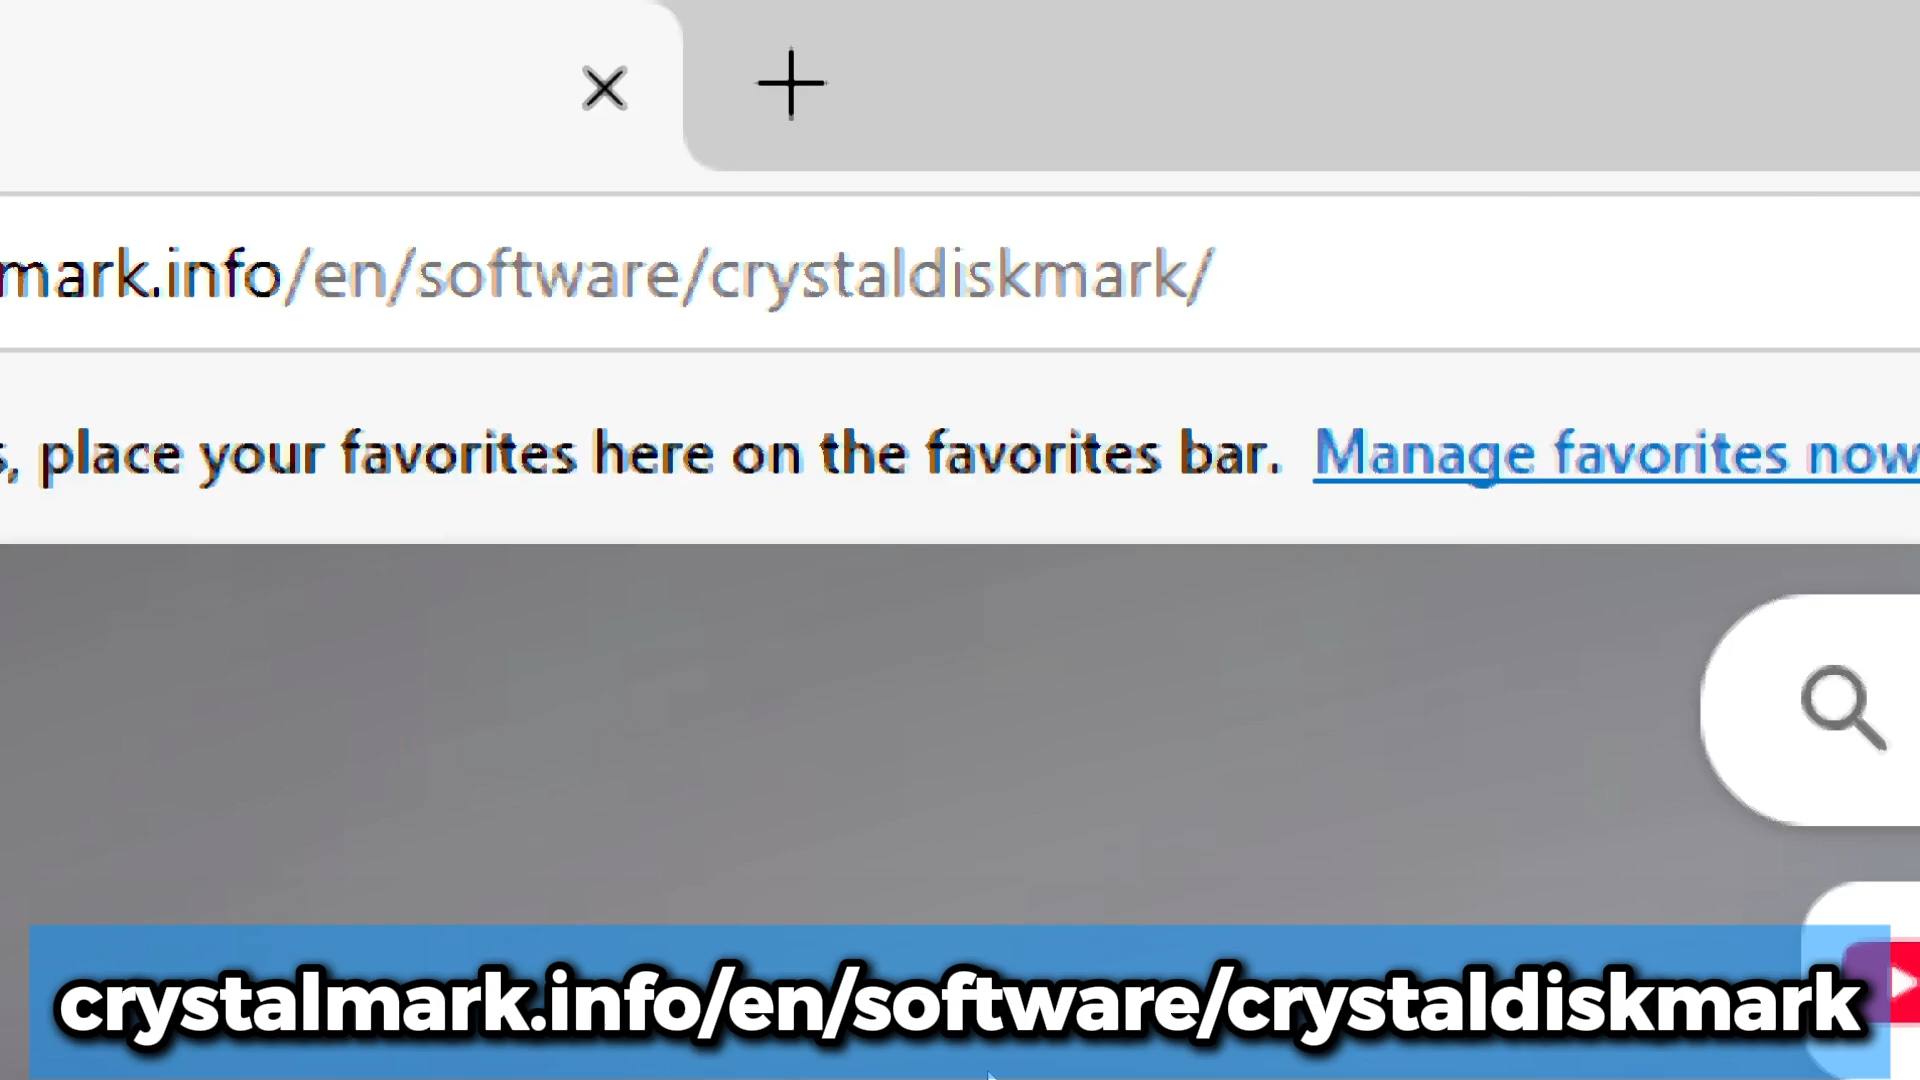 mark.info/en/software/crystaldiskmark/
, place your favorites here on the favorites bar. Manage favorites now
crystalmark.info/en/software/crystaldiskmark